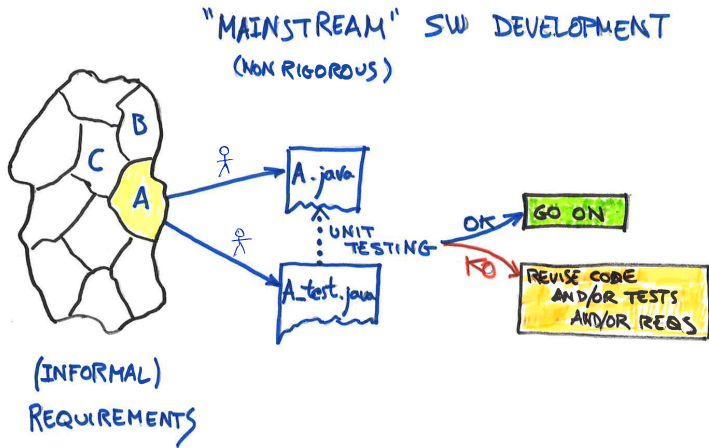 "MAINSTREAM" SW DEVELOPMENT
(NON RIGOROUS)
B
C
A
A.java
UNIT
TESTING
A_test.java
OK
GO ON
KO
REVISE CODE
AND/OR TESTS
AND/OR REQS
(INFORMAL)
REQUIREMENTS